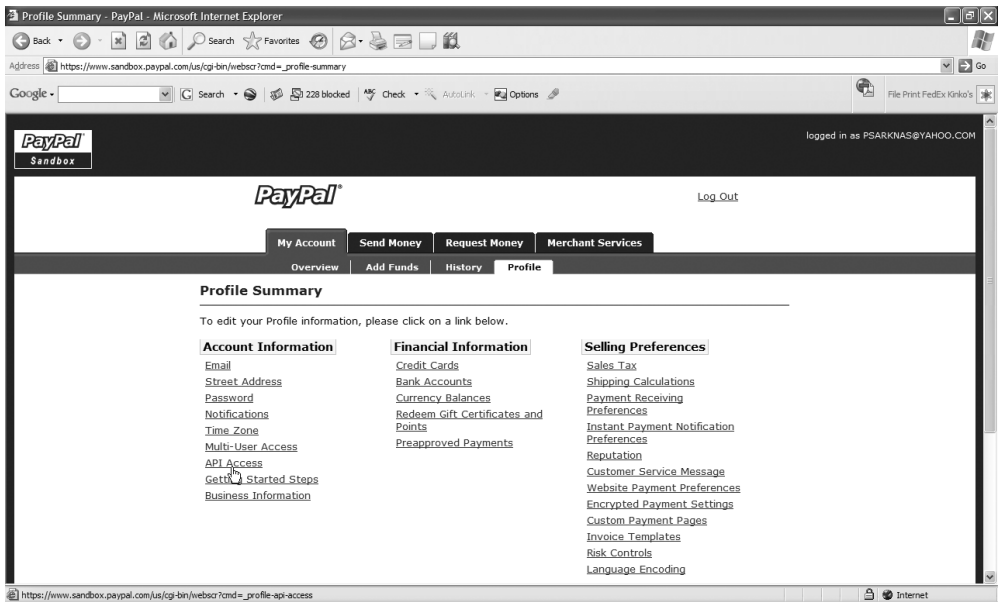 Profile Summary - PayPal - Microsoft Internet Explorer
Back Search Favorites
Address https://www.sandbox.paypal.com/us/cgi-bin/webscr?cmd=_profile-summary Go
Google Search 228 blocked Check AutoLink Options File Print FedEx Kinko's
PayPal
Sandbox
logged in as PSARKNAS@YAHOO.COM
PayPal
Log Out
My Account Send Money Request Money Merchant Services
Overview Add Funds History Profile
Profile Summary
To edit your Profile information, please click on a link below.
Account Information
Email
Street Address
Password
Notifications
Time Zone
Multi-User Access
API Access
Getting Started Steps
Business Information
Financial Information
Credit Cards
Bank Accounts
Currency Balances
Redeem Gift Certificates and
Points
Preapproved Payments
Selling Preferences
Sales Tax
Shipping Calculations
Payment Receiving
Preferences
Instant Payment Notification
Preferences
Reputation
Customer Service Message
Website Payment Preferences
Encrypted Payment Settings
Custom Payment Pages
Invoice Templates
Risk Controls
Language Encoding
https://www.sandbox.paypal.com/us/cgi-bin/webscr?cmd=_profile-api-access Internet